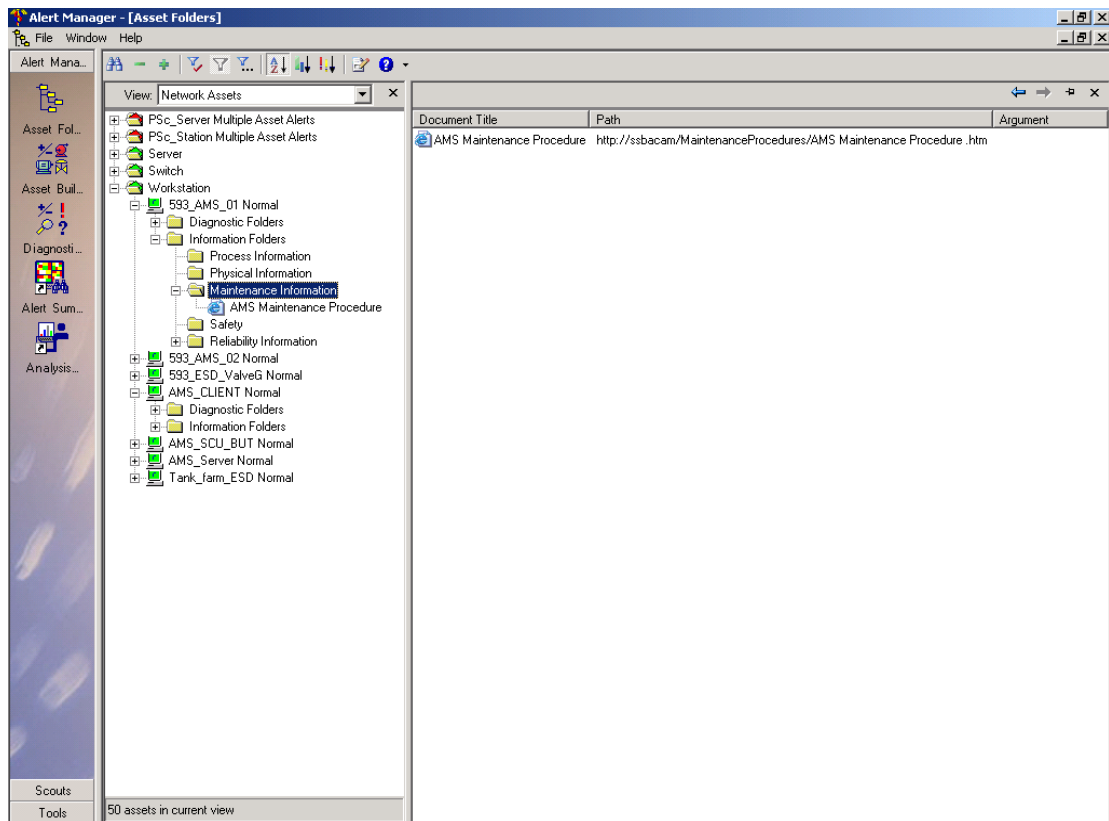 Alert Manager - [Asset Folders]
File Window Help
Alert Mana...
View: Network Assets
Asset Fol...
Asset Buil...
Diagnosti...
Alert Sum...
Analysis...
Scouts
Tools
PSc_Server Multiple Asset Alerts
PSc_Station Multiple Asset Alerts
Server
Switch
Workstation
593_AMS_01 Normal
Diagnostic Folders
Information Folders
Process Information
Physical Information
Maintenance Information
AMS Maintenance Procedure
Safety
Reliability Information
593_AMS_02 Normal
593_ESD_ValveG Normal
AMS_CLIENT Normal
Diagnostic Folders
Information Folders
AMS_SCU_BUT Normal
AMS_Server Normal
Tank_farm_ESD Normal
50 assets in current view
Document Title Path Argument
AMS Maintenance Procedure http://ssbacam/MaintenanceProcedures/AMS Maintenance Procedure .htm